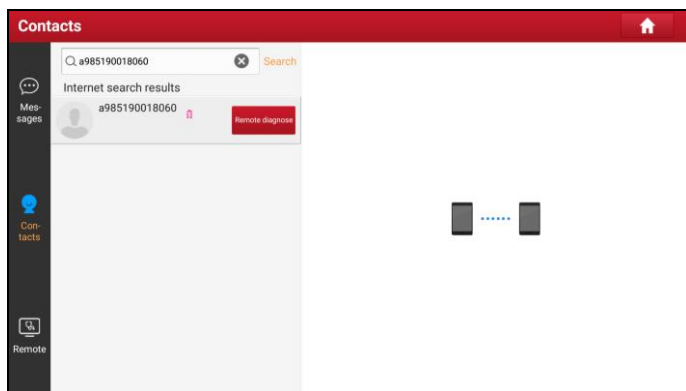 Contacts
a985190018060
Search
Internet search results
Mes-
sages
a985190018060
Remote diagnose
Con-
tacts
Remote